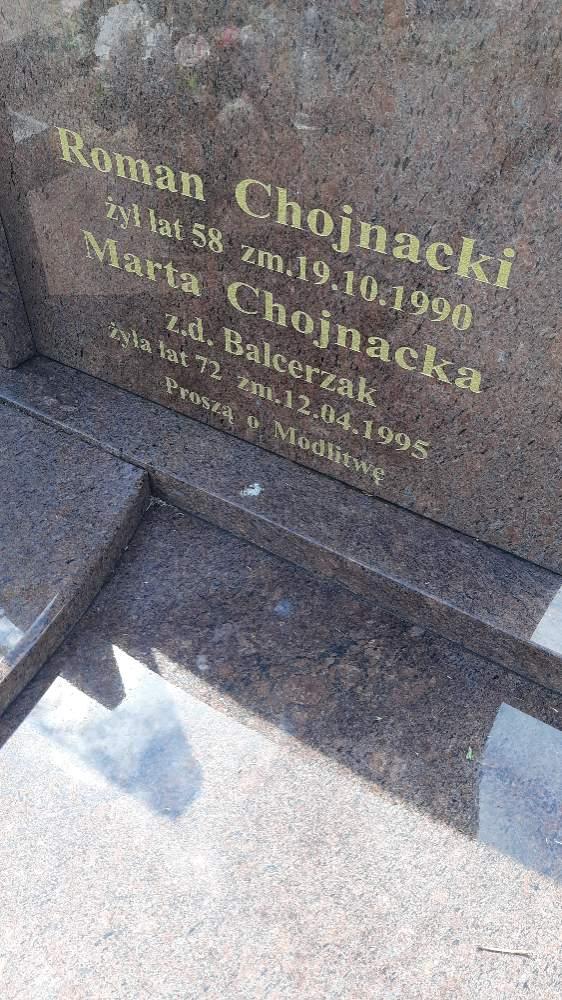 Roman Chojnacki
żył lat 58 zm.19.10.1990
Marta Chojnacka
z.d. Balcerzak
żyła lat 72 zm.12.04.1995
Proszą o Modlitwę